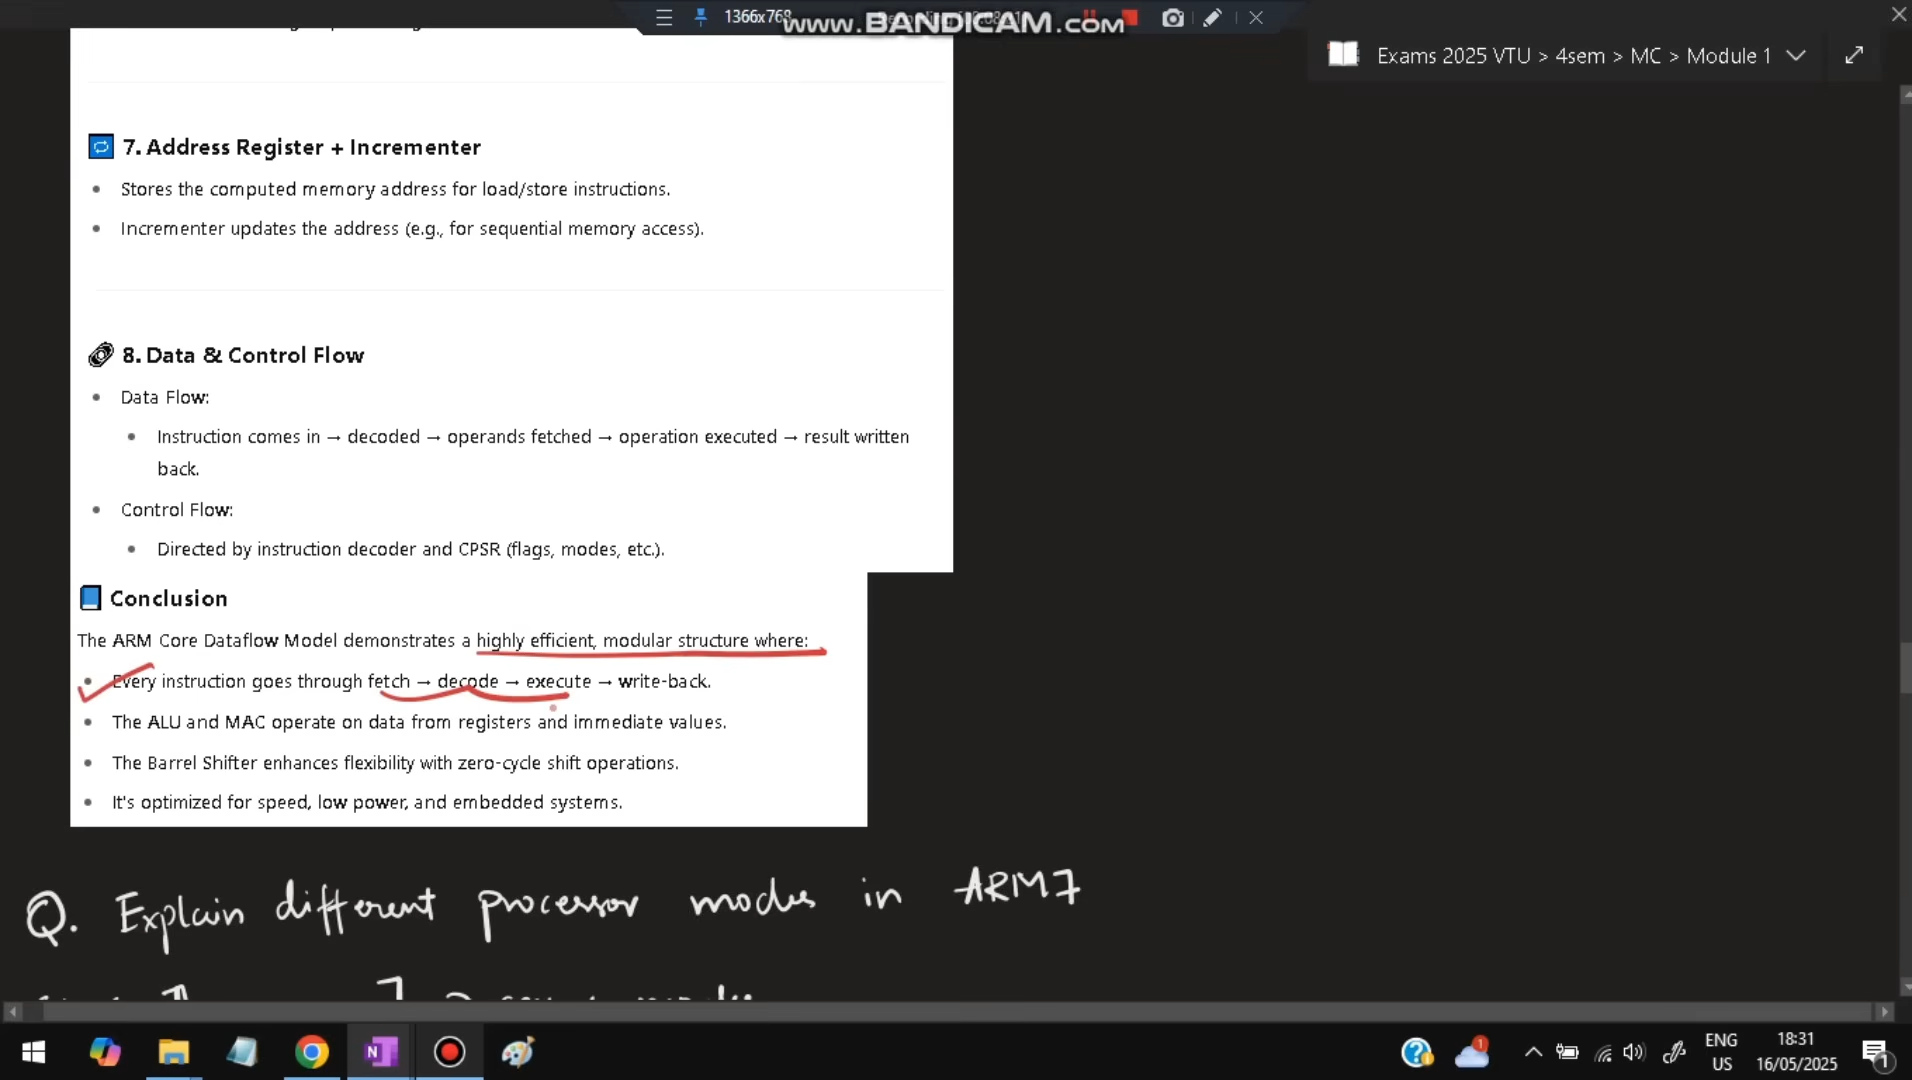 1366x768
www.BANDICAM.com
Exams 2025 VTU > 4sem > MC > Module 1
7. Address Register + Incrementer
• Stores the computed memory address for load/store instructions.
• Incrementer updates the address (e.g., for sequential memory access).
8. Data & Control Flow
• Data Flow:
• Instruction comes in → decoded → operands fetched → operation executed → result written
back.
• Control Flow:
• Directed by instruction decoder and CPSR (flags, modes, etc.).
Conclusion
The ARM Core Dataflow Model demonstrates a highly efficient, modular structure where:
• Every instruction goes through fetch → decode → execute → write-back.
• The ALU and MAC operate on data from registers and immediate values.
• The Barrel Shifter enhances flexibility with zero-cycle shift operations.
• It's optimized for speed, low power, and embedded systems.
Q. Explain different processor modes in ARM7
ENG
US
18:31
16/05/2025
1
1